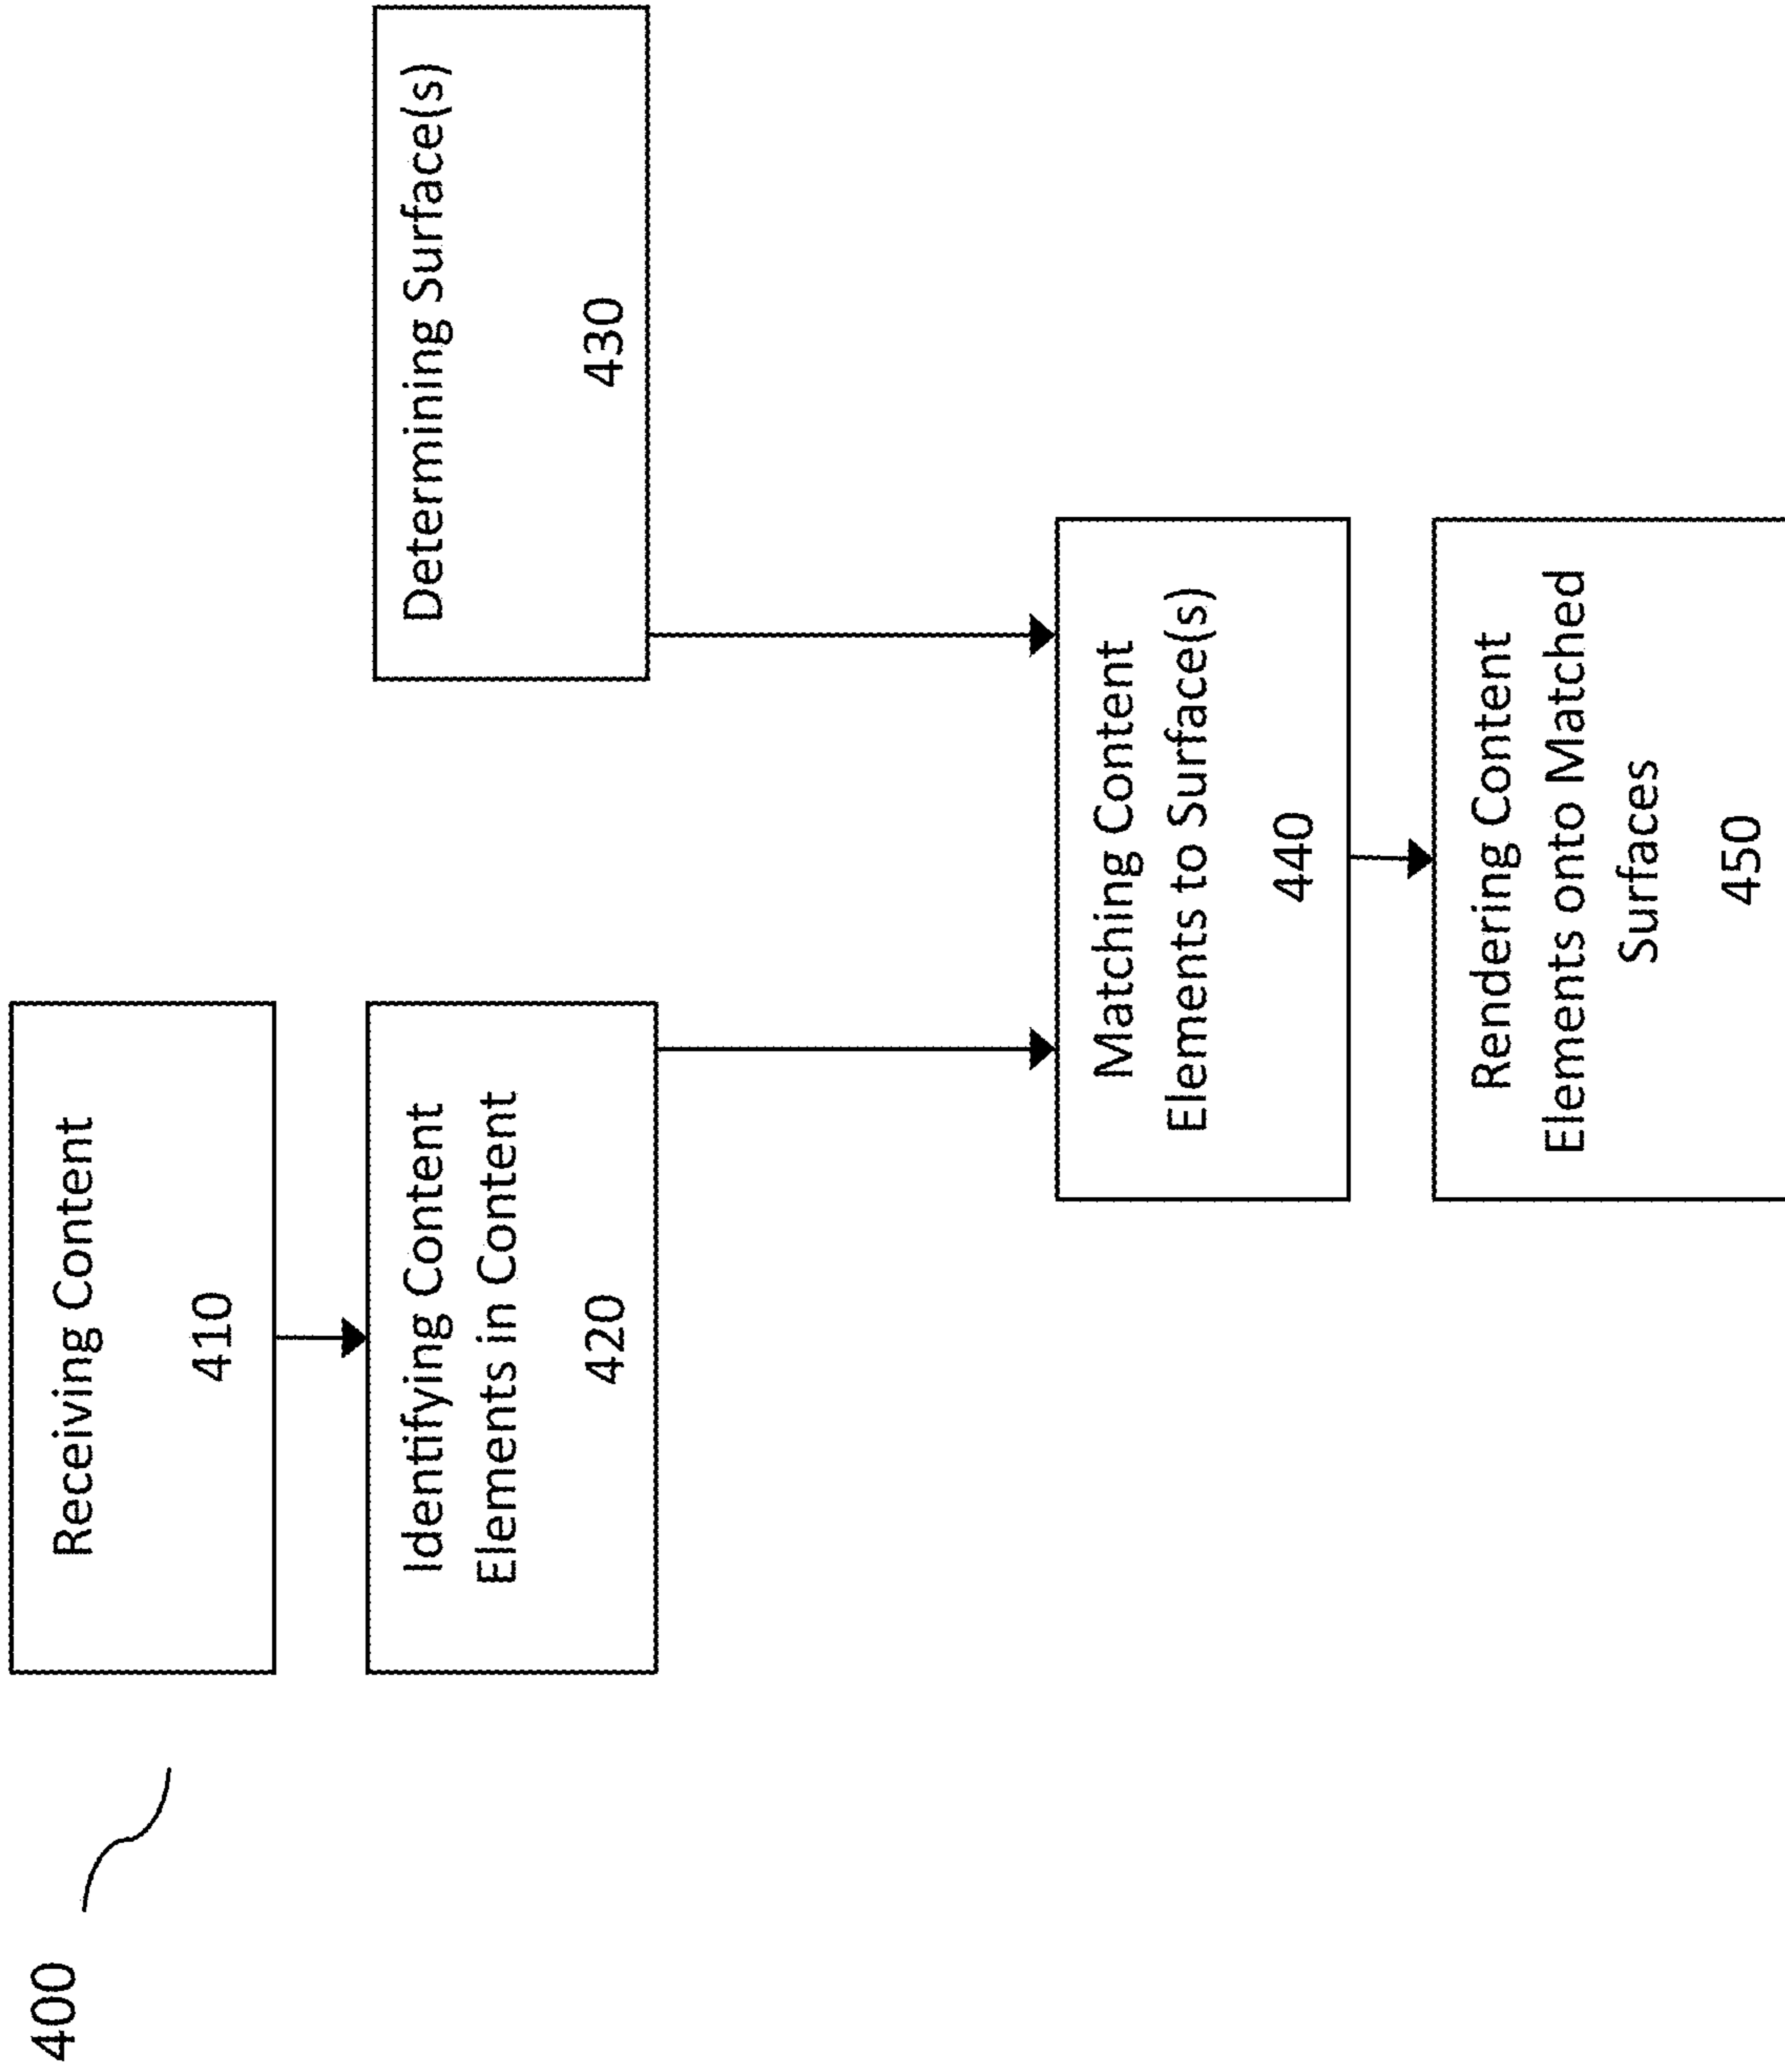 400
Receiving Content
410
Identifying Content
Elements in Content
420
Determining Surface(s)
430
Matching Content
Elements to Surface(s)
440
Rendering Content
Elements onto Matched
Surfaces
450